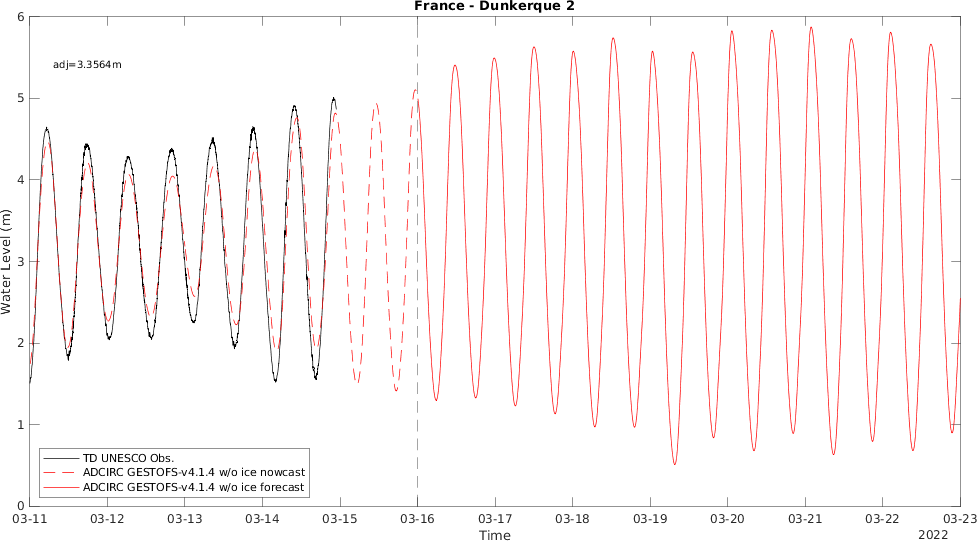 France - Dunkerque 2
adj=3.3564m
6
5
4
3
2
1
0
Water Level (m)
TD UNESCO Obs.
ADCIRC GESTOFS-v4.1.4 w/o ice nowcast
ADCIRC GESTOFS-v4.1.4 w/o ice forecast
03-11 03-12 03-13 03-14 03-15 03-16 03-17 03-18 03-19 03-20 03-21 03-22 03-23
Time
2022